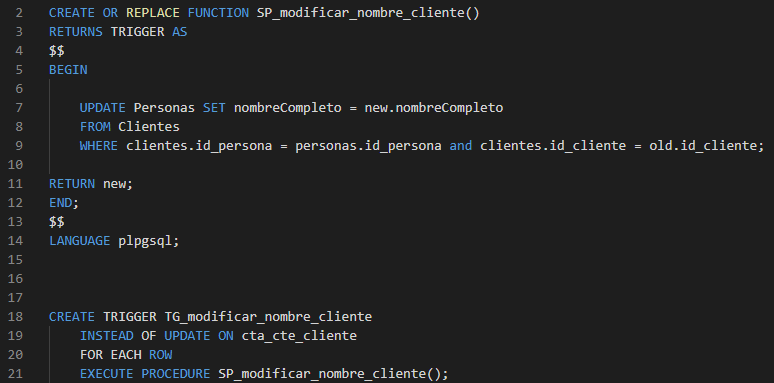 2 CREATE OR REPLACE FUNCTION SP_modificar_nombre_cliente()
3 RETURNS TRIGGER AS
4 $$
5 BEGIN
6
7 UPDATE Personas SET nombreCompleto = new.nombreCompleto
8 FROM Clientes
9 WHERE clientes.id_persona = personas.id_persona and clientes.id_cliente = old.id_cliente;
10
11 RETURN new;
12 END;
13 $$
14 LANGUAGE plpgsql;
15
16
17
18 CREATE TRIGGER TG_modificar_nombre_cliente
19 INSTEAD OF UPDATE ON cta_cte_cliente
20 FOR EACH ROW
21 EXECUTE PROCEDURE SP_modificar_nombre_cliente();